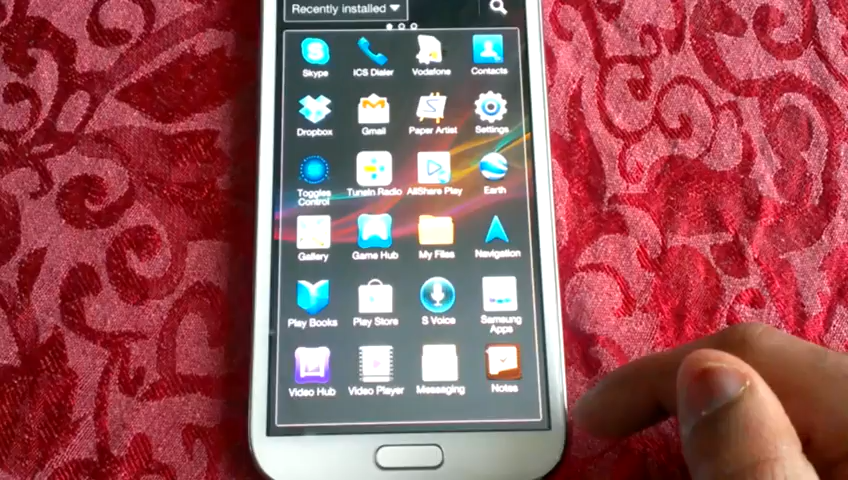 Recently installed
Skype
ICS Dialer
Vodafone
Contacts
Dropbox
Gmail
Paper Artist
Settings
Toggles
Control
TuneIn Radio
AllShare Play
Earth
Gallery
Game Hub
My Files
Navigation
Play Books
Play Store
S Voice
Samsung
Apps
Video Hub
Video Player
Messaging
Notes